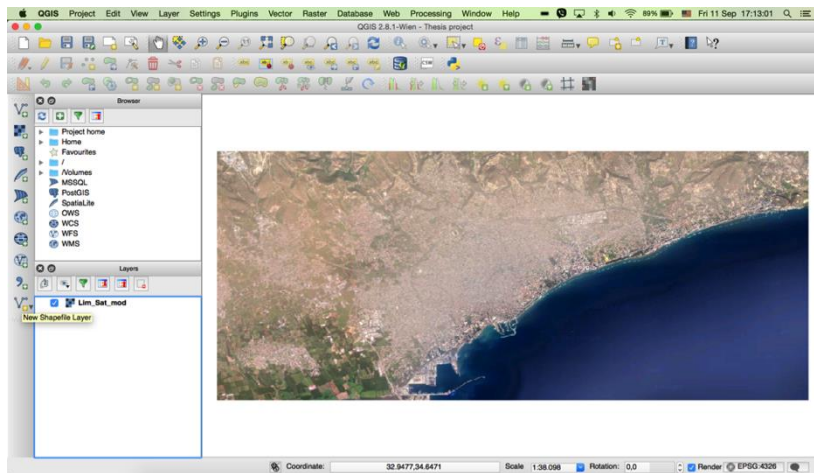 QGIS Project Edit View Layer Settings Plugins Vector Raster Database Web Processing Window Help 89% Fri 11 Sep 17:13:01
QGIS 2.8.1-Wien - Thesis project
Browser
Project home
Home
Favourites
/
/Volumes
MSSQL
PostGIS
SpatiaLite
OWS
WCS
WFS
WMS
Layers
Lim_Sat_mod
New Shapefile Layer
Coordinate: 32.9477,34.6471 Scale 1:38.098 Rotation: 0,0 Render EPSG:4326